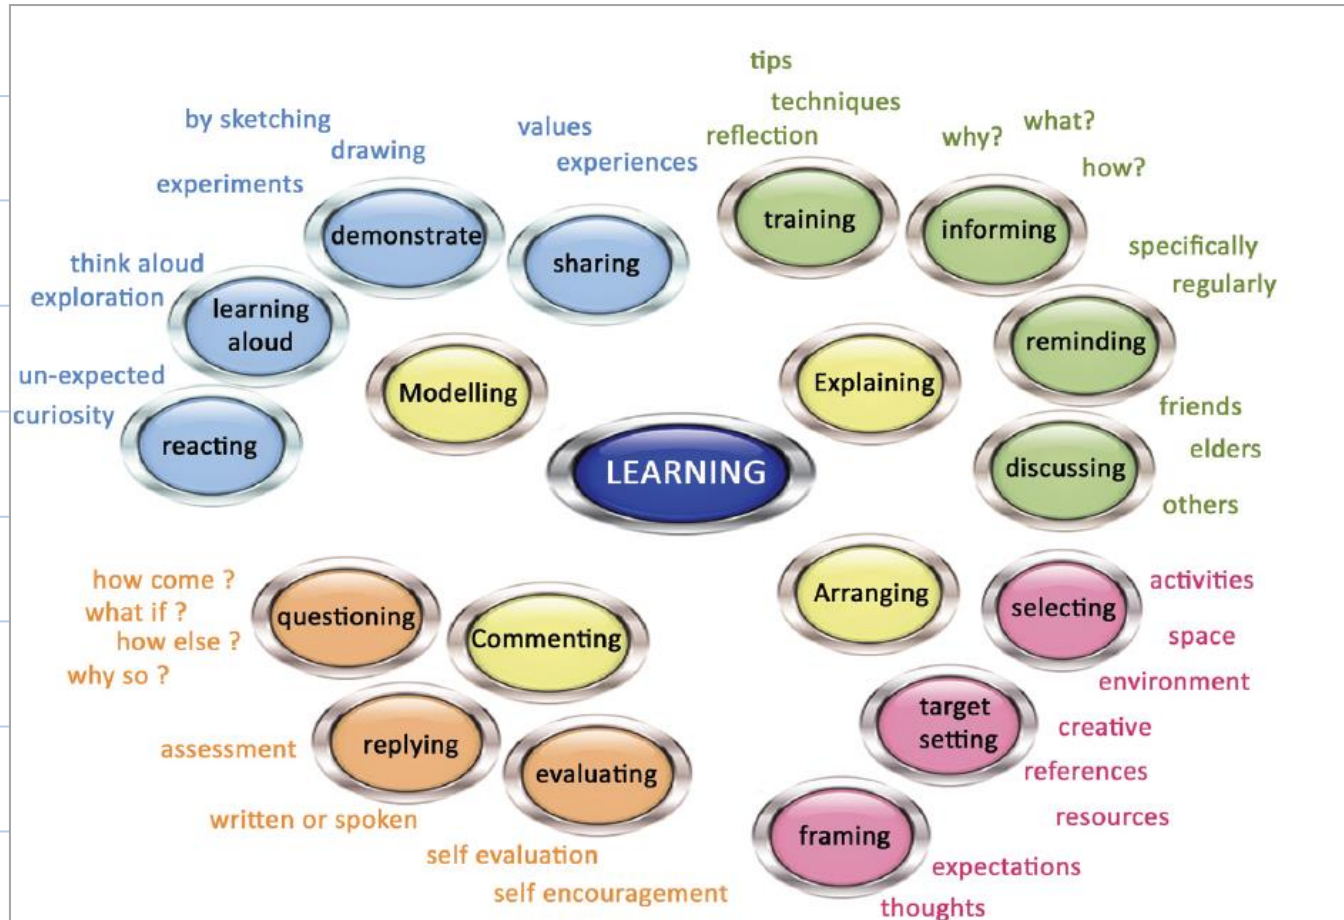 tips
techniques
reflection
by sketching
drawing
experiments
values
experiences
why?
what?
how?
demonstrate
sharing
training
informing
think aloud
exploration
learning
aloud
specifically
regularly
reminding
un-expected
curiosity
reacting
Modelling
Explaining
friends
elders
others
discussing
LEARNING
how come ?
what if ?
how else ?
why so ?
questioning
Commenting
Arranging
selecting
activities
space
environment
assessment
replying
written or spoken
evaluating
self evaluation
self encouragement
target
setting
creative
references
resources
framing
expectations
thoughts